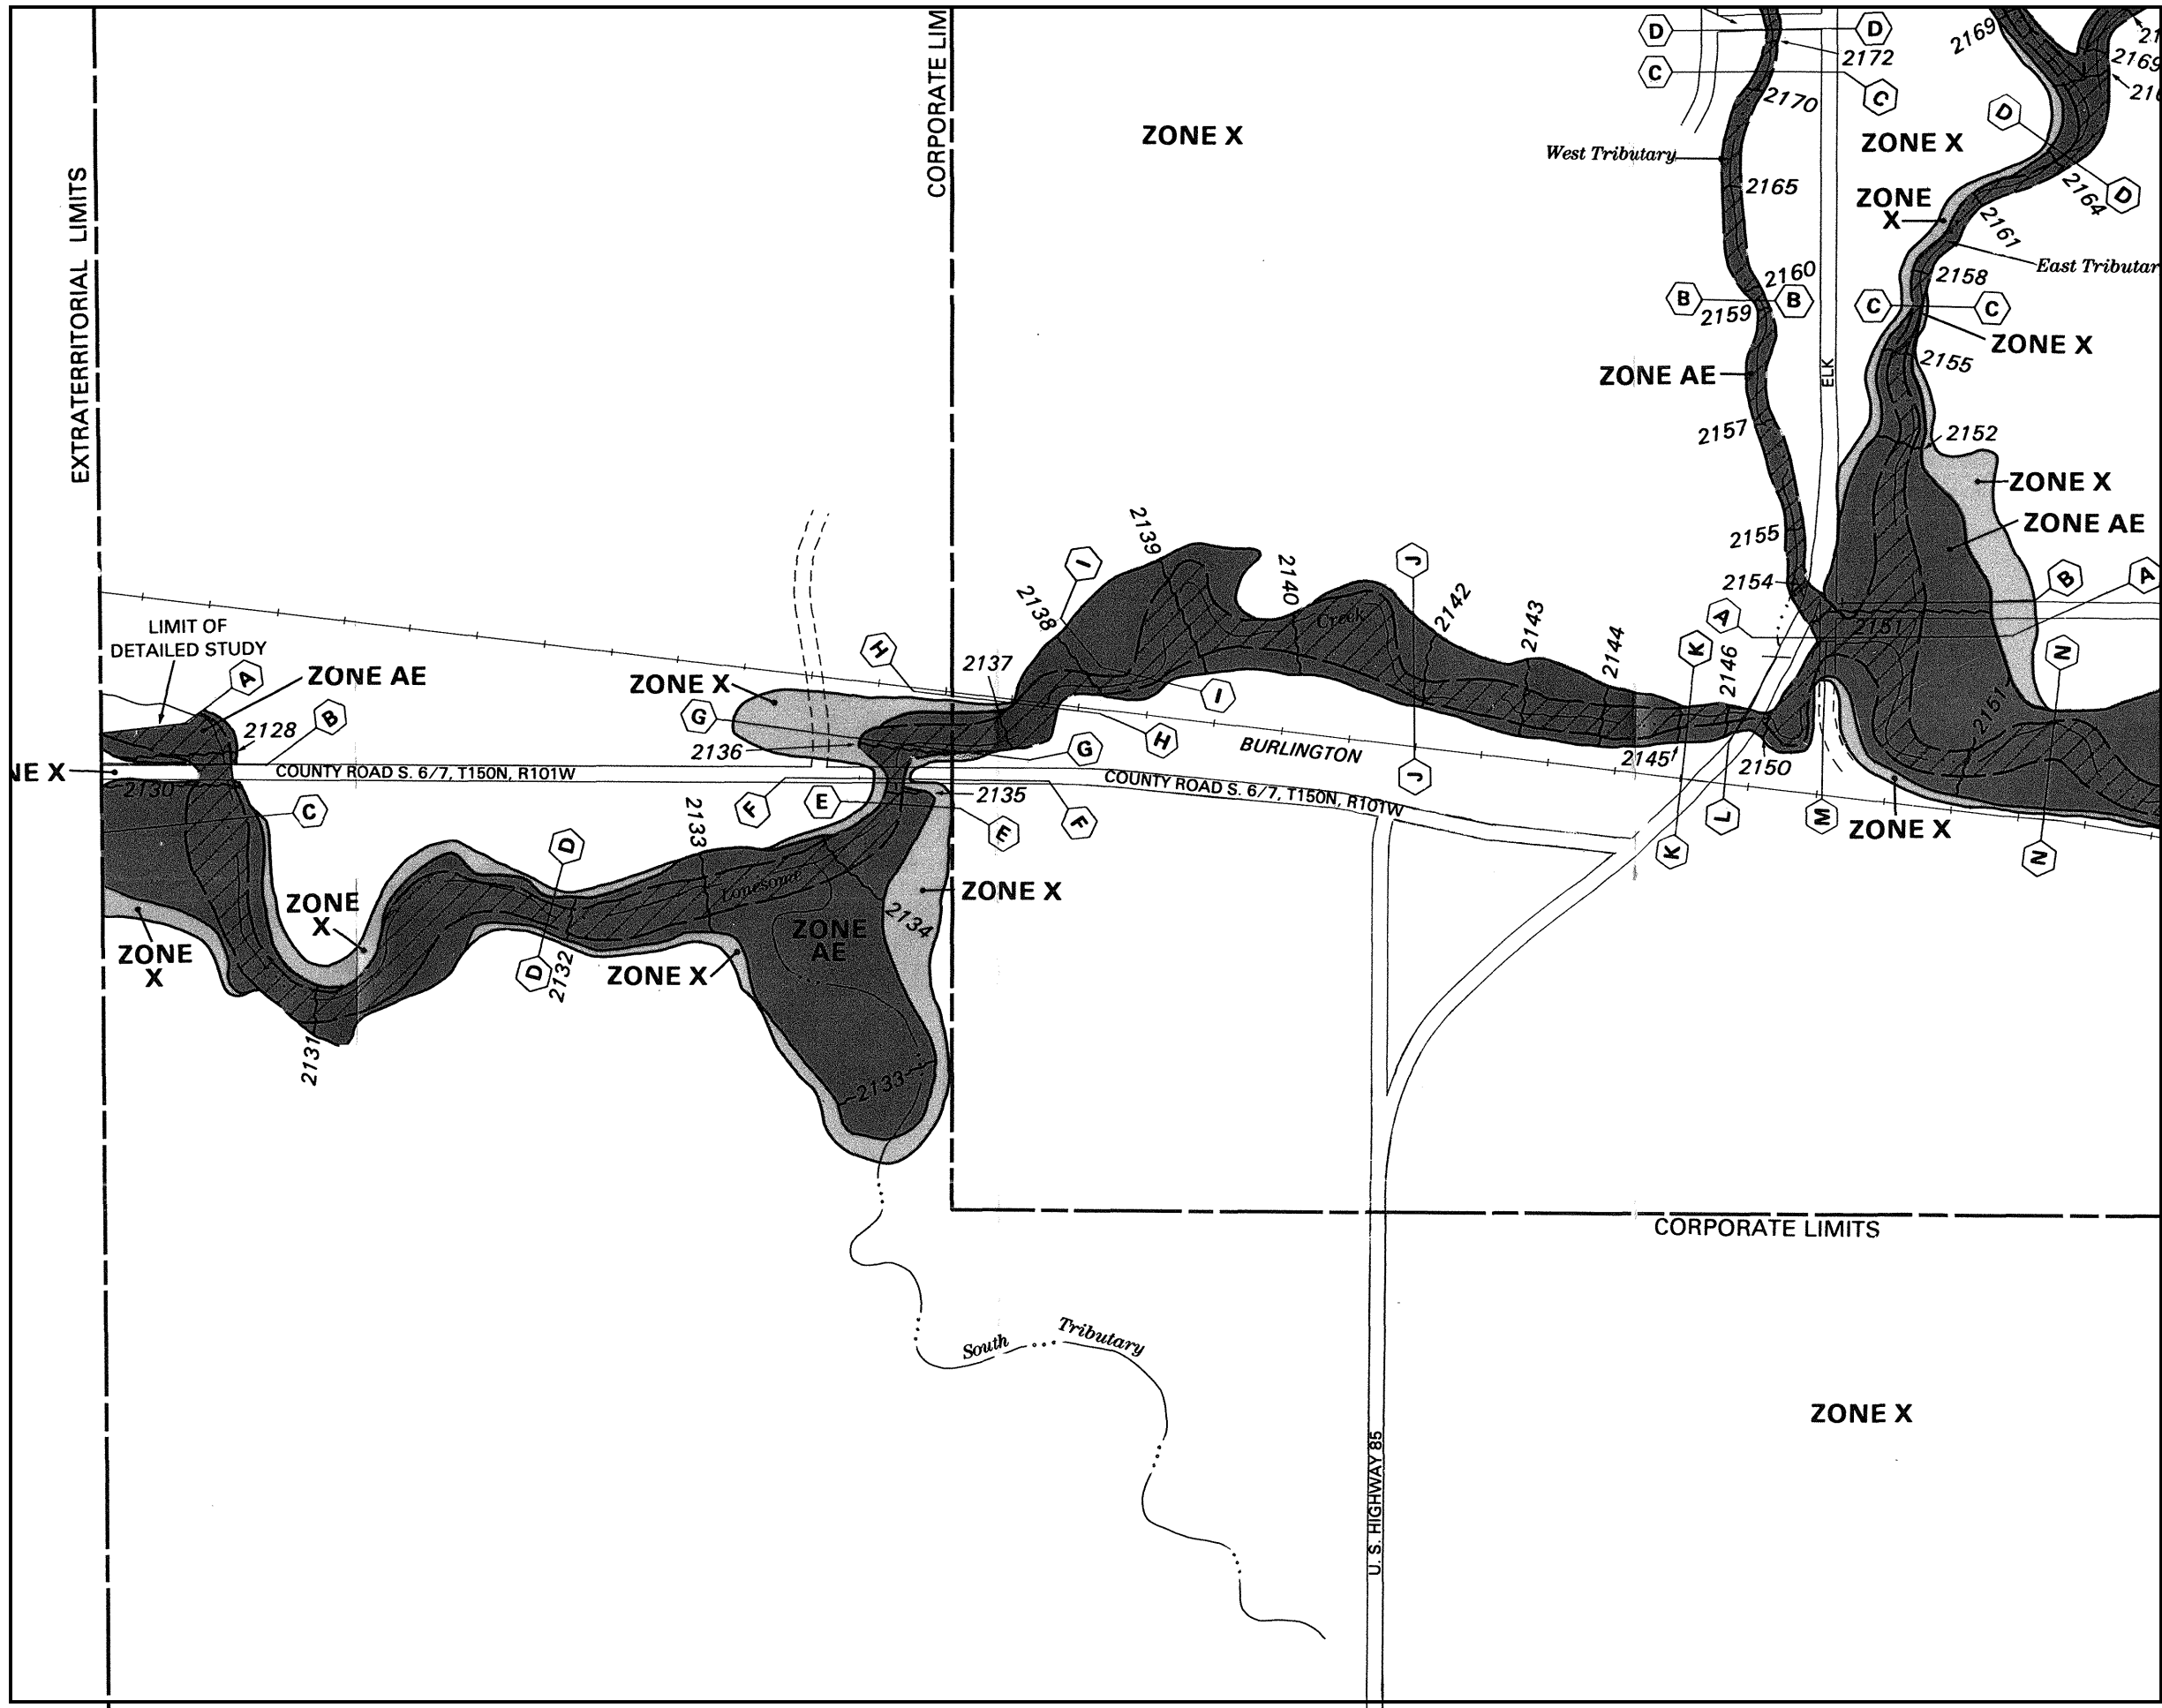 EXTRATERRITORIAL LIMITS
CORPORATE LIM
ZONE X
D
D
2172
C
C
2170
West Tributary
2165
2160
B
B
2159
ZONE AE
2157
2155
2154
ELK
2169
2169
D
D
2164
ZONE X
ZONE
X
2161
East Tributar
2158
C
C
ZONE X
2155
2152
ZONE X
ZONE AE
B
A
A
2151
N
2151
N
ZONE X
M
L
K
K
2146
2150
2145
2144
2143
2142
J
J
2140
Creek
2139
I
I
2138
2137
H
H
BURLINGTON
COUNTY ROAD S. 6/7, T150N, R101W
LIMIT OF
DETAILED STUDY
ZONE AE
A
B
2128
NE X
COUNTY ROAD S. 6/7, T150N, R101W
2130
C
ZONE X
G
G
2136
F
F
E
E
2135
2133
D
D
2132
Lonesome
ZONE
AE
2134
ZONE X
ZONE X
ZONE
X
ZONE
X
2131
2133
CORPORATE LIMITS
South Tributary
U. S. HIGHWAY 85
ZONE X